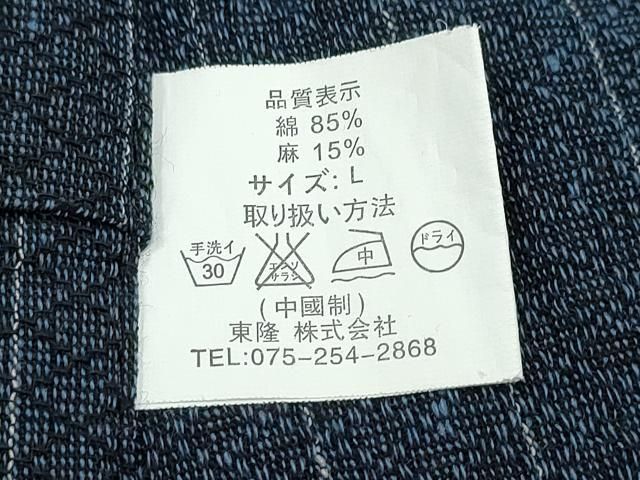 品質表示
綿 85%
麻 15%
サイズ: L
取り扱い方法
手洗イ 30 エンソ サラシ 中 ドライ
(中國制)
東隆 株式会社
TEL:075-254-2868